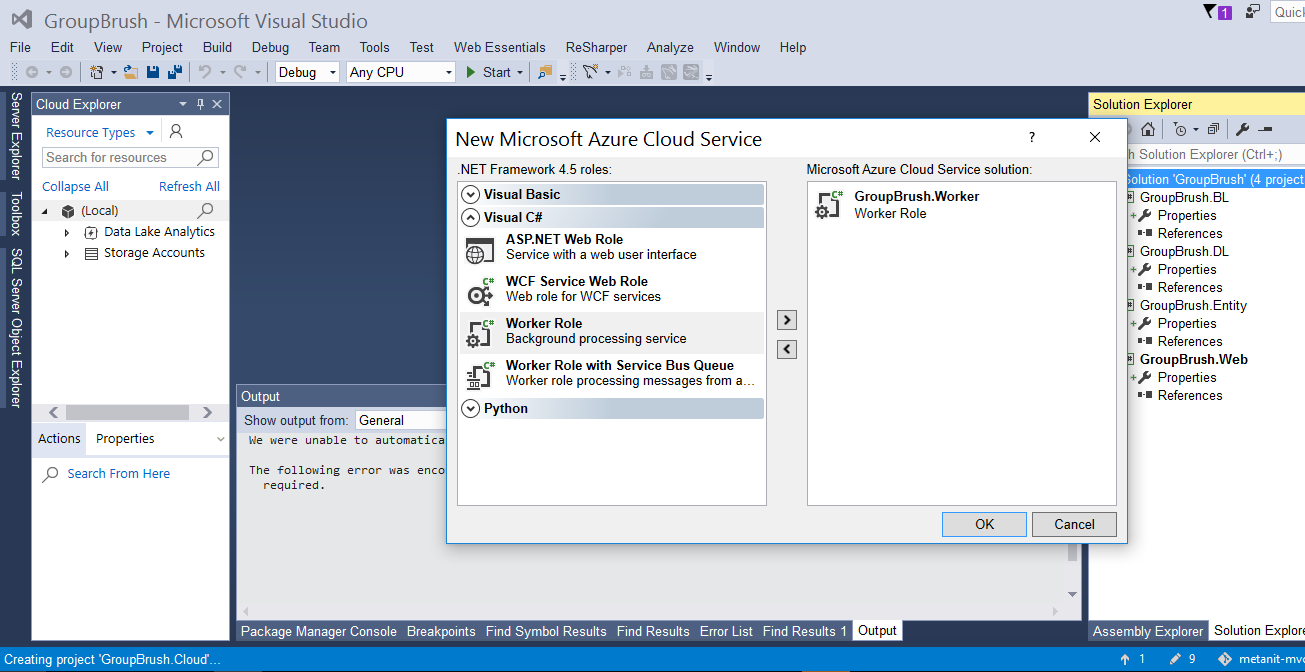 GroupBrush - Microsoft Visual Studio
1
Quick
File Edit View Project Build Debug Team Tools Test Web Essentials ReSharper Analyze Window Help
Debug Any CPU Start
Server Explorer
Toolbox
SQL Server Object Explorer
Cloud Explorer
Resource Types
Search for resources
Collapse All Refresh All
(Local)
Data Lake Analytics
Storage Accounts
Actions Properties
Search From Here
Output
Show output from: General
We were unable to automatica
The following error was enco
required.
New Microsoft Azure Cloud Service
?
.NET Framework 4.5 roles:
Visual Basic
Visual C#
ASP.NET Web Role
Service with a web user interface
WCF Service Web Role
Web role for WCF services
Worker Role
Background processing service
Worker Role with Service Bus Queue
Worker role processing messages from a...
Python
>
<
Microsoft Azure Cloud Service solution:
GroupBrush.Worker
Worker Role
OK Cancel
Solution Explorer
h Solution Explorer (Ctrl+;)
Solution 'GroupBrush' (4 project
GroupBrush.BL
Properties
References
GroupBrush.DL
Properties
References
GroupBrush.Entity
Properties
References
GroupBrush.Web
Properties
References
Package Manager Console Breakpoints Find Symbol Results Find Results Error List Find Results 1 Output
Assembly Explorer Solution Explore
Creating project 'GroupBrush.Cloud'...
1 9 metanit-mvc